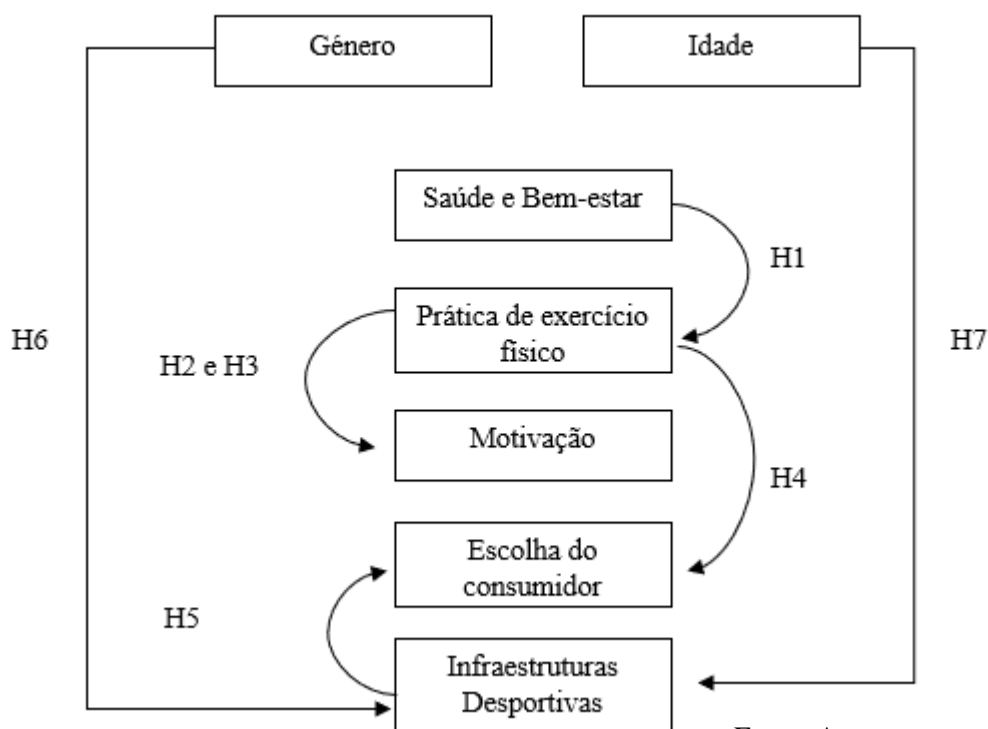 Género
Idade
Saúde e Bem-estar
H1
Prática de exercício
físico
H6
H7
H2 e H3
Motivação
H4
Escolha do
consumidor
H5
Infraestruturas
Desportivas